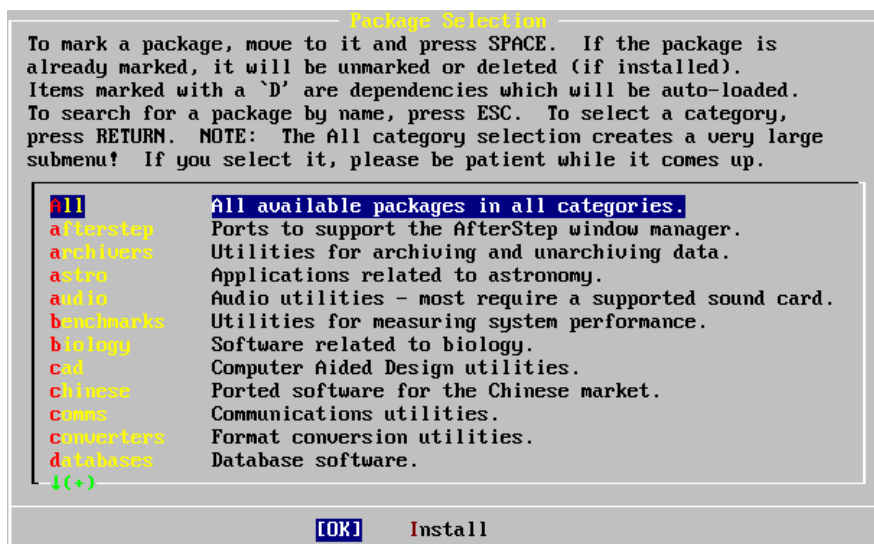 Package Selection
To mark a package, move to it and press SPACE.  If the package is
already marked, it will be unmarked or deleted (if installed).
Items marked with a `D' are dependencies which will be auto-loaded.
To search for a package by name, press ESC.  To select a category,
press RETURN.  NOTE:  The All category selection creates a very large
submenu!  If you select it, please be patient while it comes up.
All All available packages in all categories.
afterstep Ports to support the AfterStep window manager.
archivers Utilities for archiving and unarchiving data.
astro Applications related to astronomy.
audio Audio utilities - most require a supported sound card.
benchmarks Utilities for measuring system performance.
biology Software related to biology.
cad Computer Aided Design utilities.
chinese Ported software for the Chinese market.
comms Communications utilities.
converters Format conversion utilities.
databases Database software.
↓(+)
[OK] Install